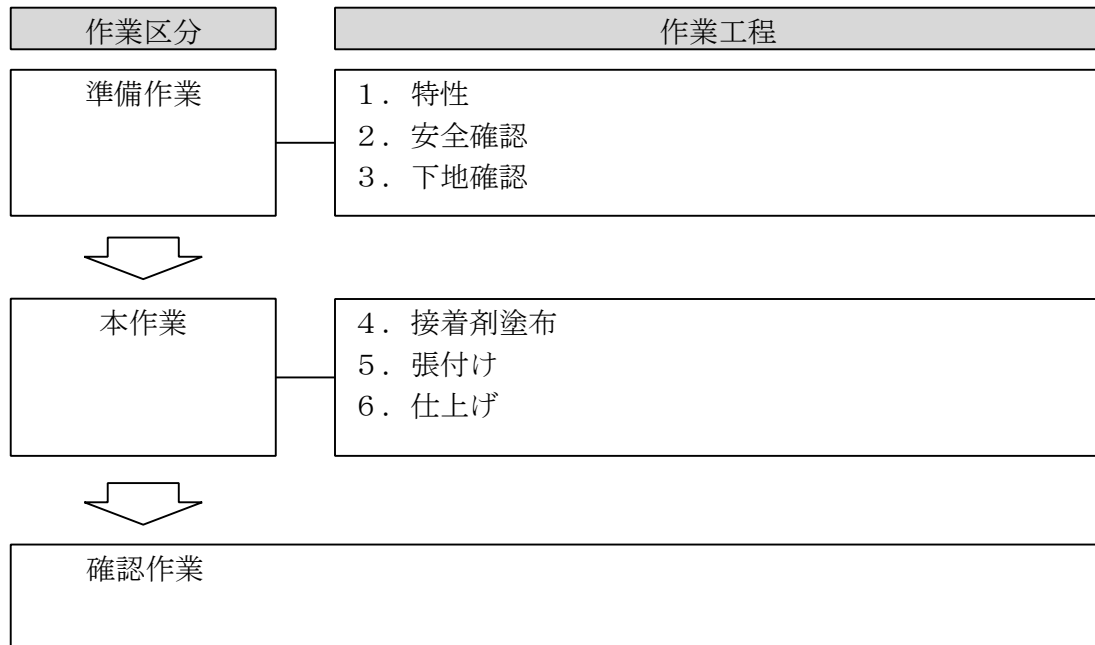 作業区分
作業工程
準備作業
１．特性
２．安全確認
３．下地確認
本作業
４．接着剤塗布
５．張付け
６．仕上げ
確認作業